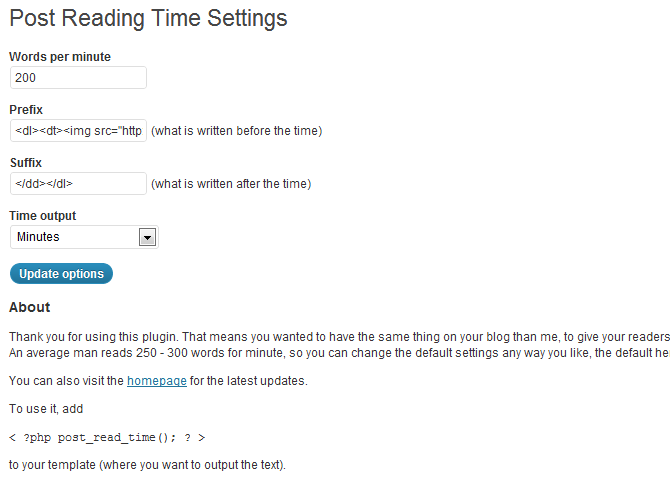 Post Reading Time Settings
Words per minute
200
Prefix
<dl><dt><img src="http (what is written before the time)
Suffix
</dd></dl> (what is written after the time)
Time output
Minutes
Update options
About
Thank you for using this plugin. That means you wanted to have the same thing on your blog than me, to give your readers
An average man reads 250 - 300 words for minute, so you can change the default settings any way you like, the default he
You can also visit the homepage for the latest updates.
To use it, add
< ?php post_read_time(); ? >
to your template (where you want to output the text).